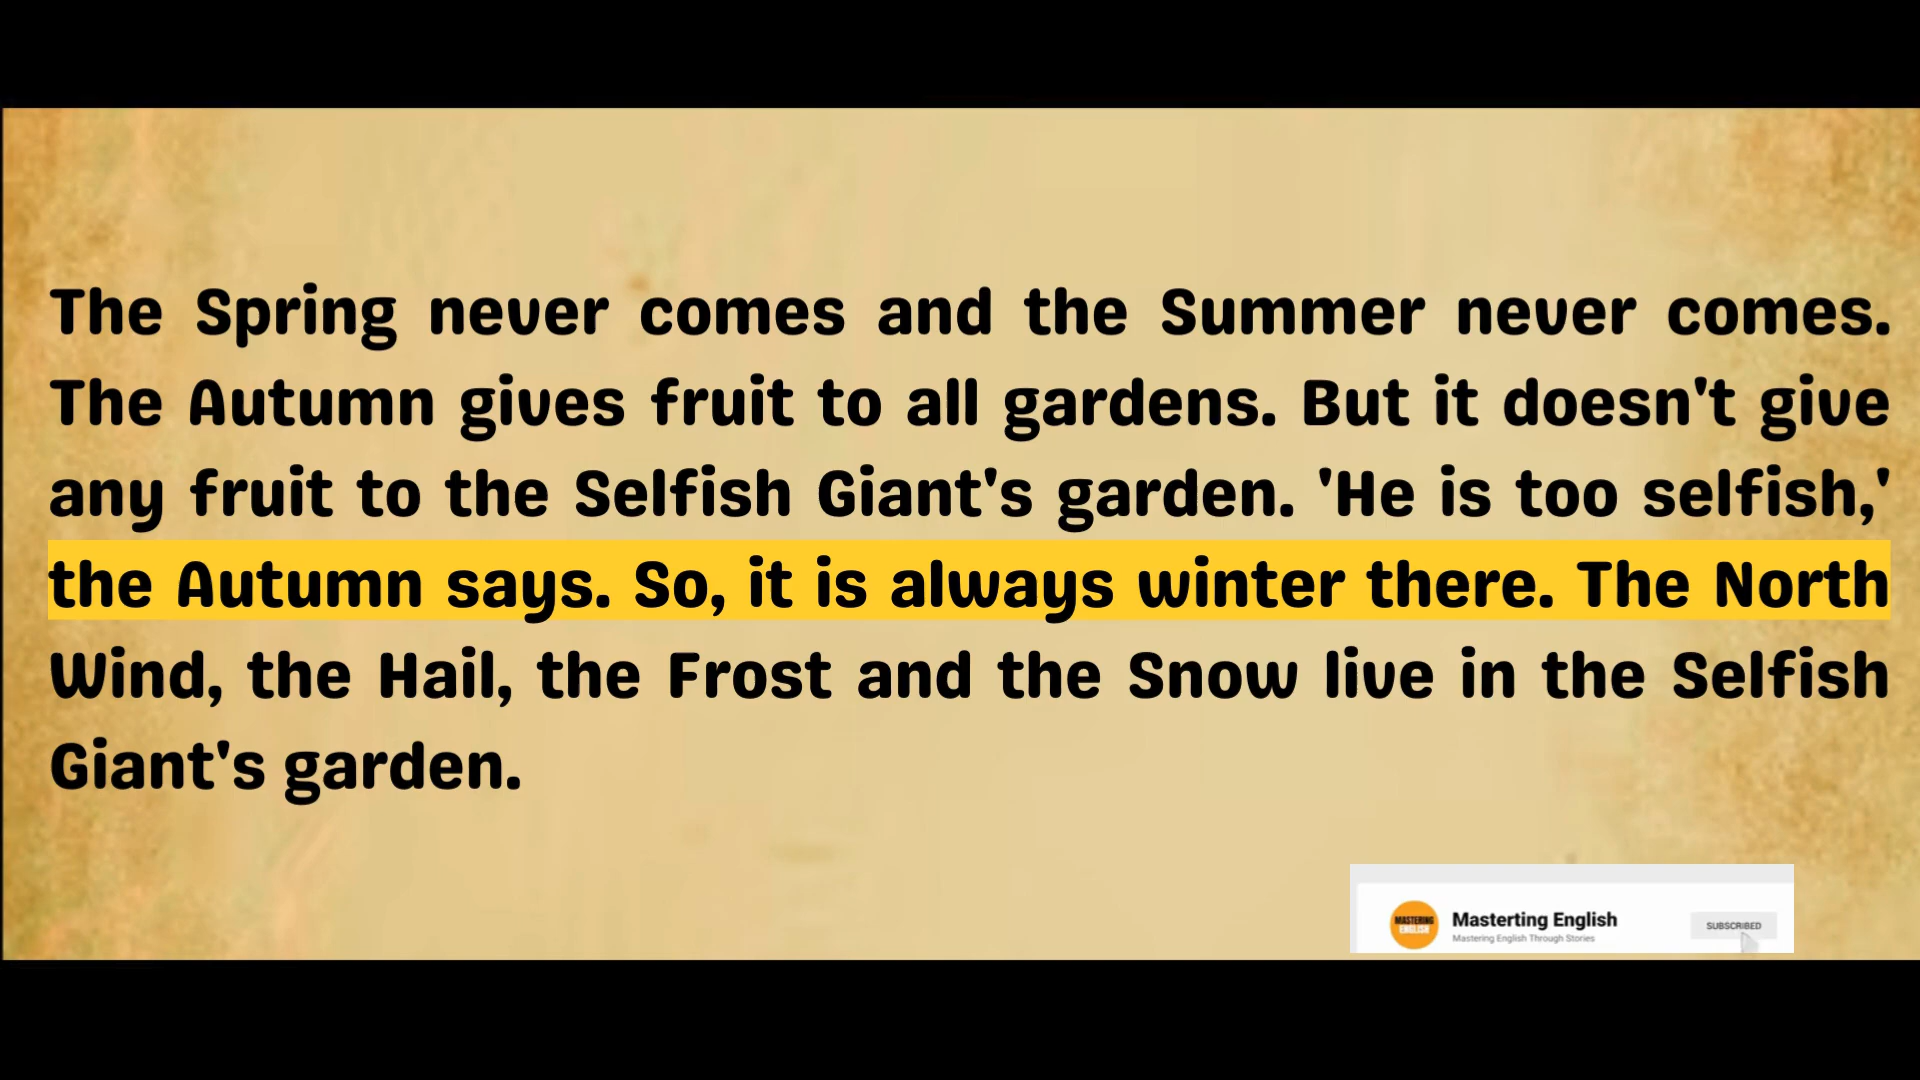 The Spring never comes and the Summer never comes.
The Autumn gives fruit to all gardens. But it doesn't give
any fruit to the Selfish Giant's garden. 'He is too selfish,'
the Autumn says. So, it is always winter there. The North
Wind, the Hail, the Frost and the Snow live in the Selfish
Giant's garden.
MASTERING
ENGLISH
Masterting English
Mastering English Through Stories
SUBSCRIBED